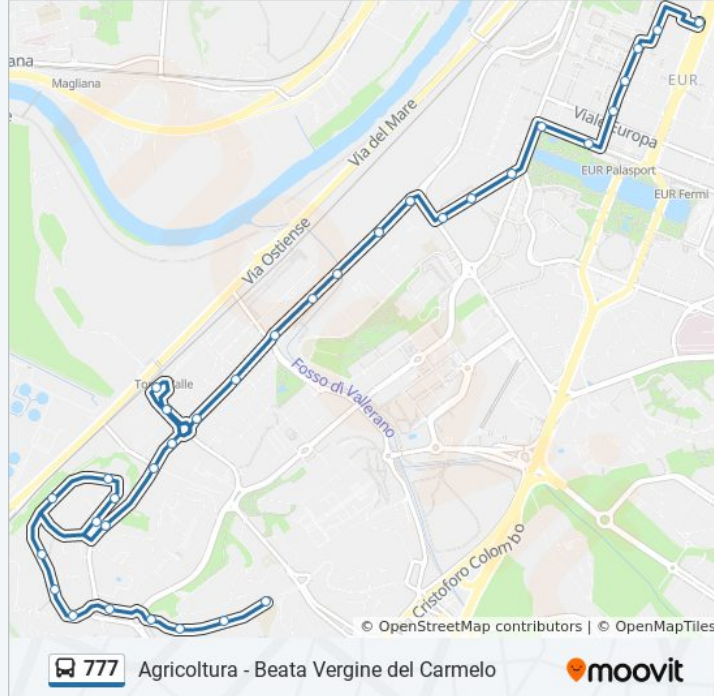 ana
Magliana
e
Via del Mare
EUR
Viale Europa
EUR Palasport
EUR Fermi
Via Ostiense
Fosso di Vallerano
Cristoforo Colombo
© OpenStreetMap contributors | © OpenMapTiles
777 Agricoltura - Beata Vergine del Carmelo moovit